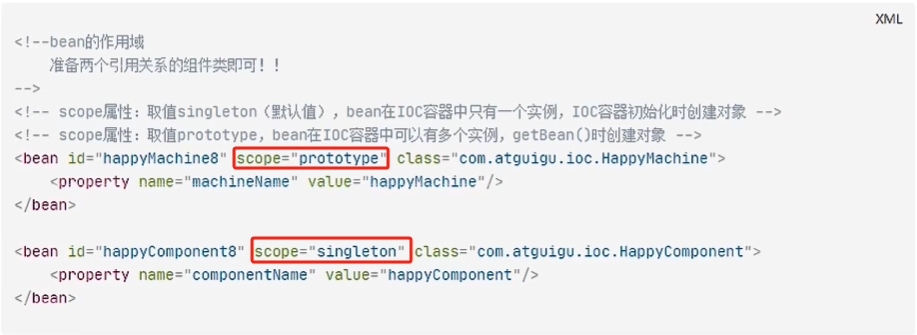 XML
<!--bean的作用域
准备两个引用关系的组件类即可！！
-->
<!-- scope属性：取值singleton（默认值），bean在IOC容器中只有一个实例，IOC容器初始化时创建对象 -->
<!-- scope属性：取值prototype，bean在IOC容器中可以有多个实例，getBean()时创建对象 -->
<bean id="happyMachine8" scope="prototype" class="com.atguigu.ioc.HappyMachine">
<property name="machineName" value="happyMachine"/>
</bean>
<bean id="happyComponent8" scope="singleton" class="com.atguigu.ioc.HappyComponent">
<property name="componentName" value="happyComponent"/>
</bean>